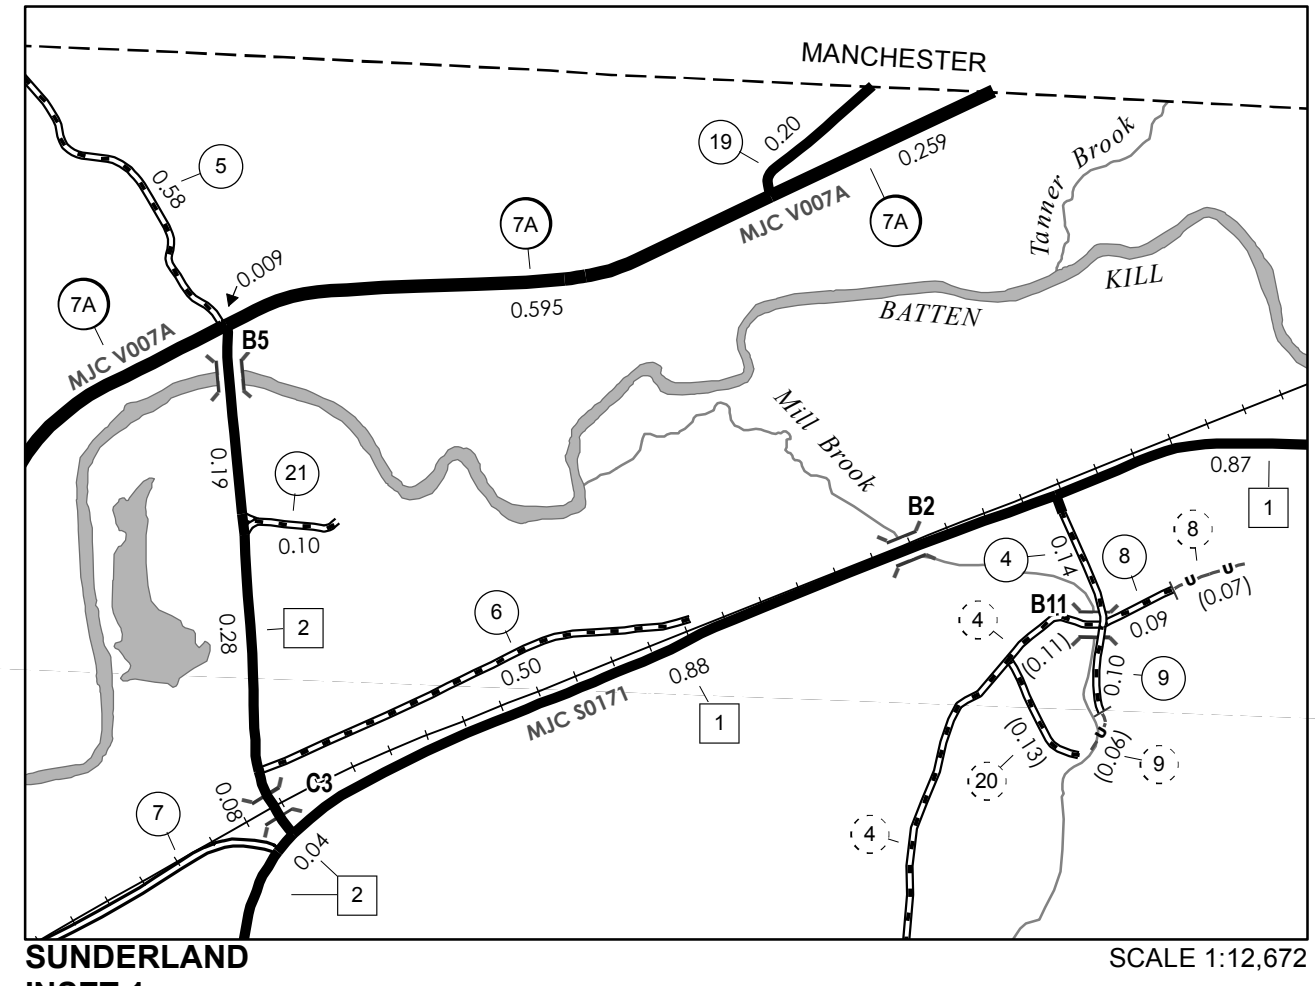 MANCHESTER
19
0.20
0.259
Tanner Brook
5
0.58
7A
MJC V007A
7A
0.009
7A
KILL
0.595
BATTEN
MJC V007A
B5
Mill Brook
0.19
21
0.87
1
B2
8
0.10
4
0.14
8
(0.07)
6
B11
4
0.09
2
0.28
(0.11)
0.50
0.88
0.10
9
MJC S0171
1
(0.13)
(0.06)
9
20
C3
0.08
7
4
0.04
2
SUNDERLAND
SCALE 1:12,672